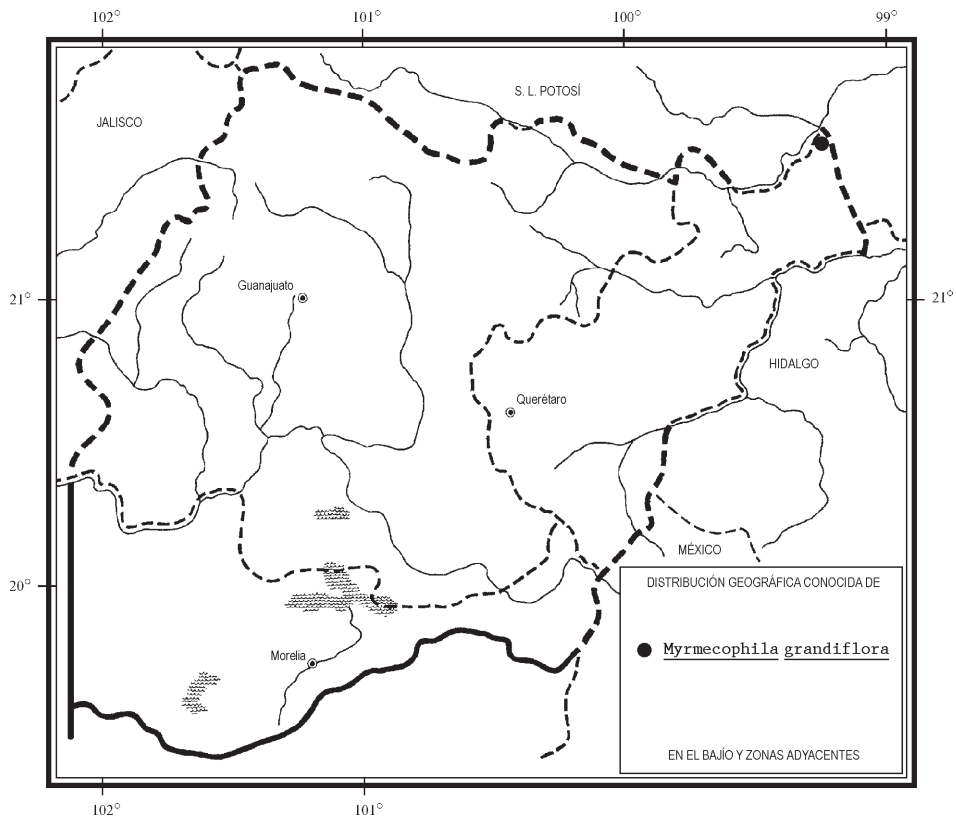 102° 101° 100° 99°
S. L. POTOSÍ
JALISCO
Guanajuato
21° 21°
HIDALGO
Querétaro
MÉXICO
20°
DISTRIBUCIÓN GEOGRÁFICA CONOCIDA DE
Myrmecophila grandiflora
Morelia
EN EL BAJÍO Y ZONAS ADYACENTES
102° 101°